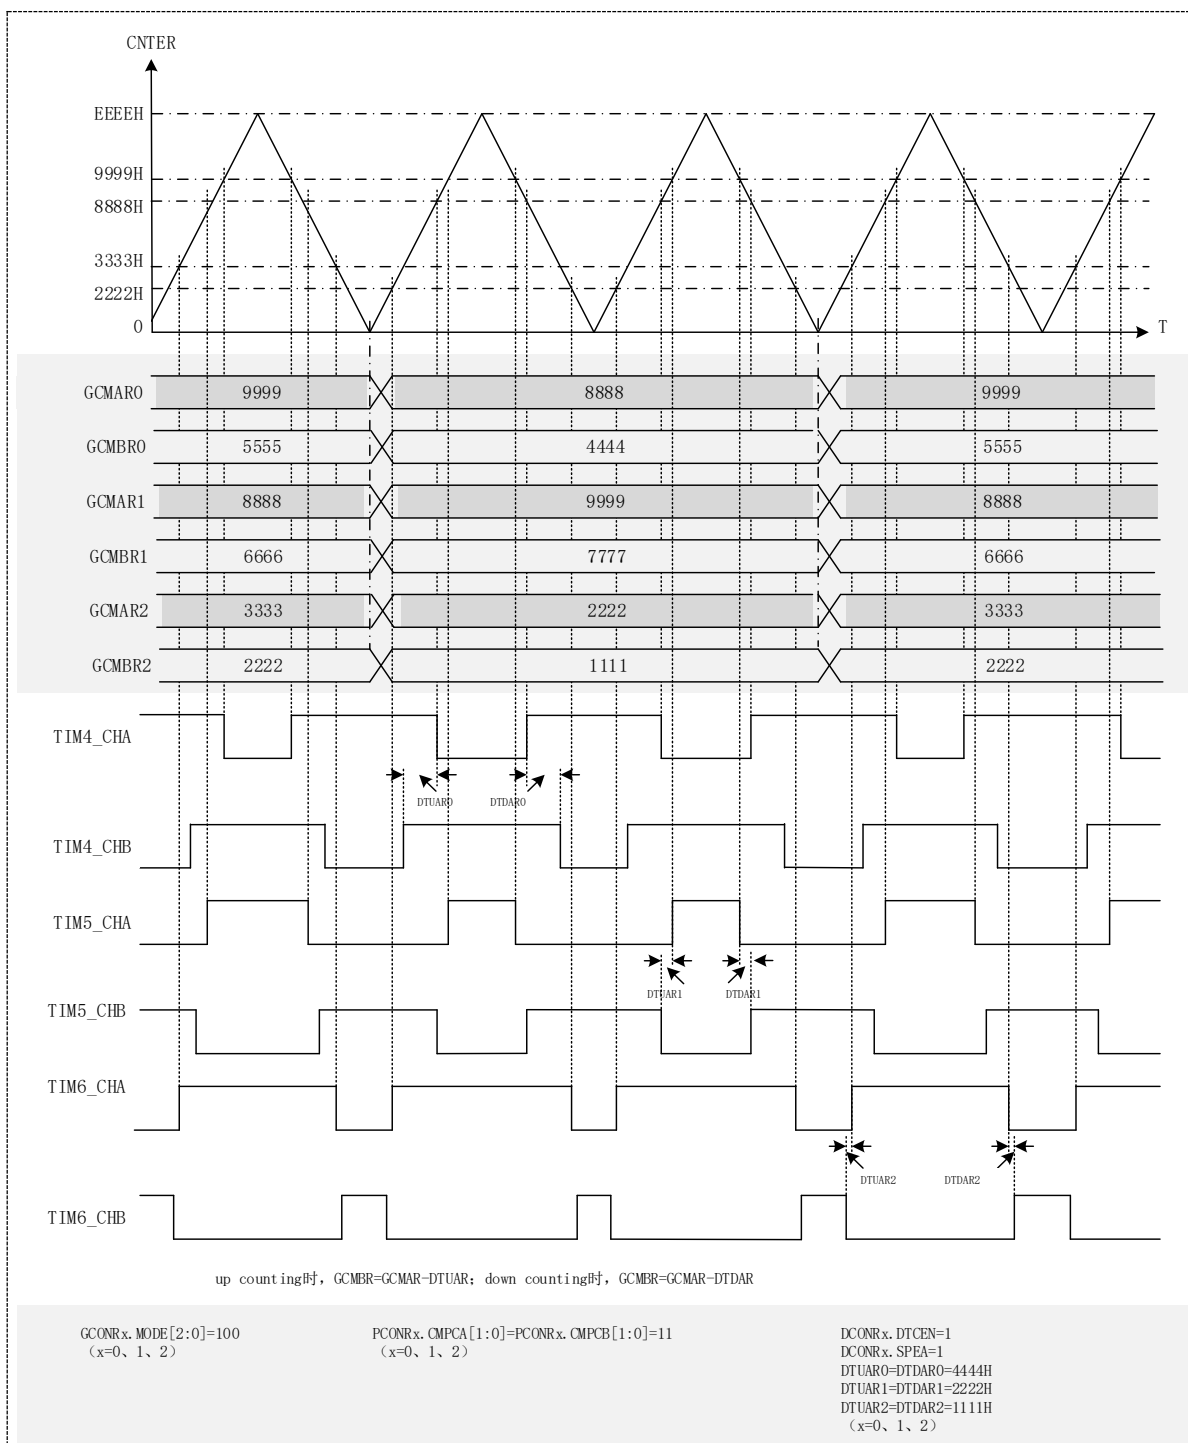 CNTER
EEEEH
9999H
8888H
3333H
2222H
0
T
GCMAR0 9999 8888 9999
GCMBR0 5555 4444 5555
GCMAR1 8888 9999 8888
GCMBR1 6666 7777 6666
GCMAR2 3333 2222 3333
GCMBR2 2222 1111 2222
TIM4_CHA
DTUAR0 DTDAR0
TIM4_CHB
TIM5_CHA
DTUAR1 DTDAR1
TIM5_CHB
TIM6_CHA
DTUAR2 DTDAR2
TIM6_CHB
up counting时，GCMBR=GCMAR-DTUAR；down counting时，GCMBR=GCMAR-DTDAR
GCONRx.MODE[2:0]=100
（x=0、1、2）
PCONRx.CMPCA[1:0]=PCONRx.CMPCB[1:0]=11
（x=0、1、2）
DCONRx.DTCEN=1
DCONRx.SPEA=1
DTUAR0=DTDAR0=4444H
DTUAR1=DTDAR1=2222H
DTUAR2=DTDAR2=1111H
（x=0、1、2）